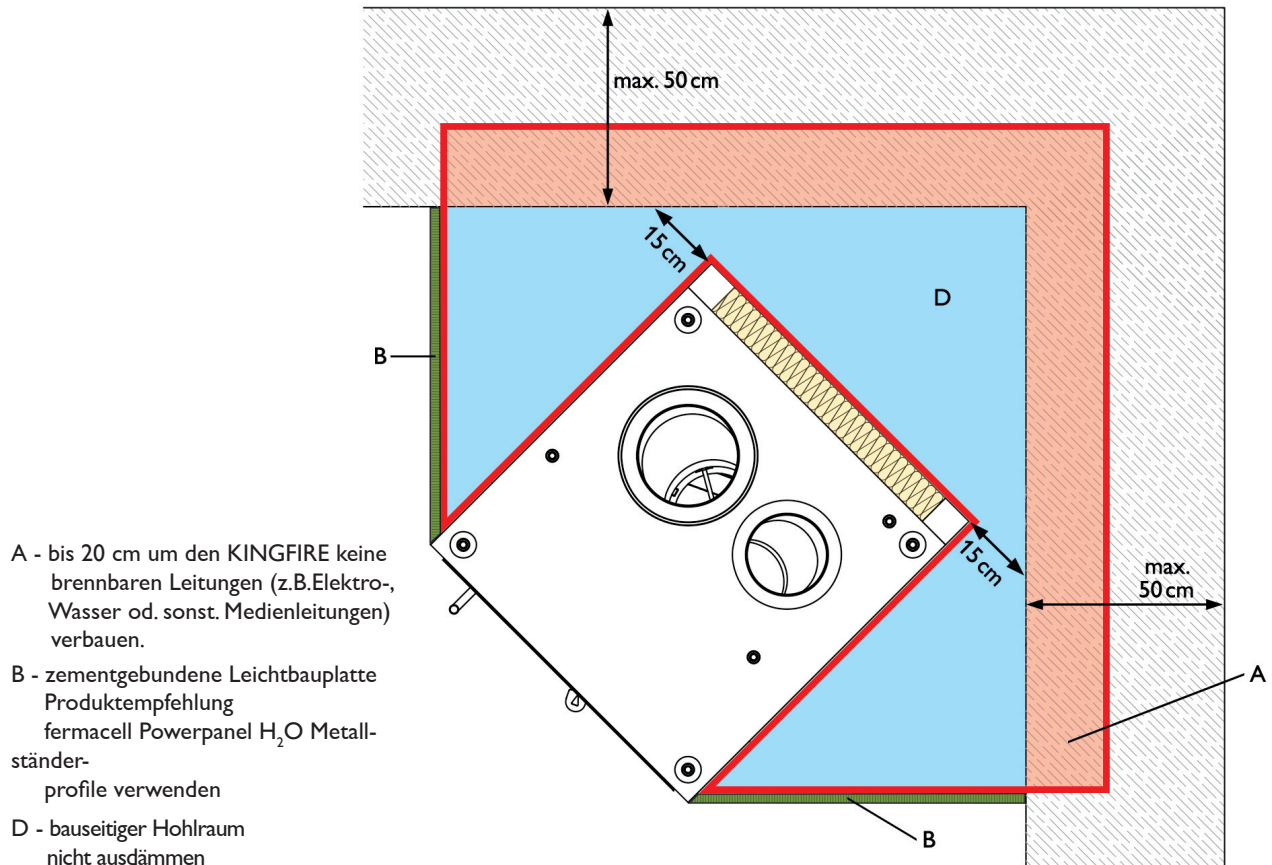 max. 50 cm
15 cm
D
B
A - bis 20 cm um den KINGFIRE keine
brennbaren Leitungen (z.B.Elektro-,
Wasser od. sonst. Medienleitungen)
verbauen.
15 cm
max.
50 cm
A
B - zementgebundene Leichtbauplatte
Produktempfehlung
fermacell Powerpanel H₂O Metall-
ständer-
profile verwenden
D - bauseitiger Hohlraum
nicht ausdämmen
B